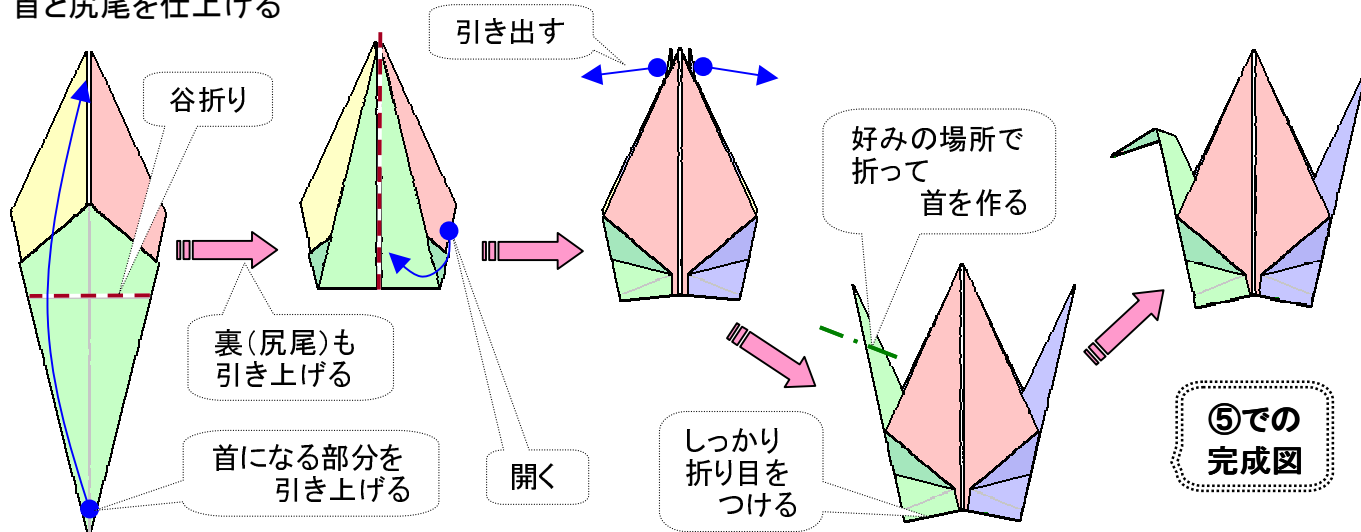 首と尻尾を仕上げる
谷折り
裏（尻尾）も
引き上げる
首になる部分を
引き上げる
開く
引き出す
好みの場所で
折って
首を作る
しっかり
折り目を
つける
⑤での
完成図